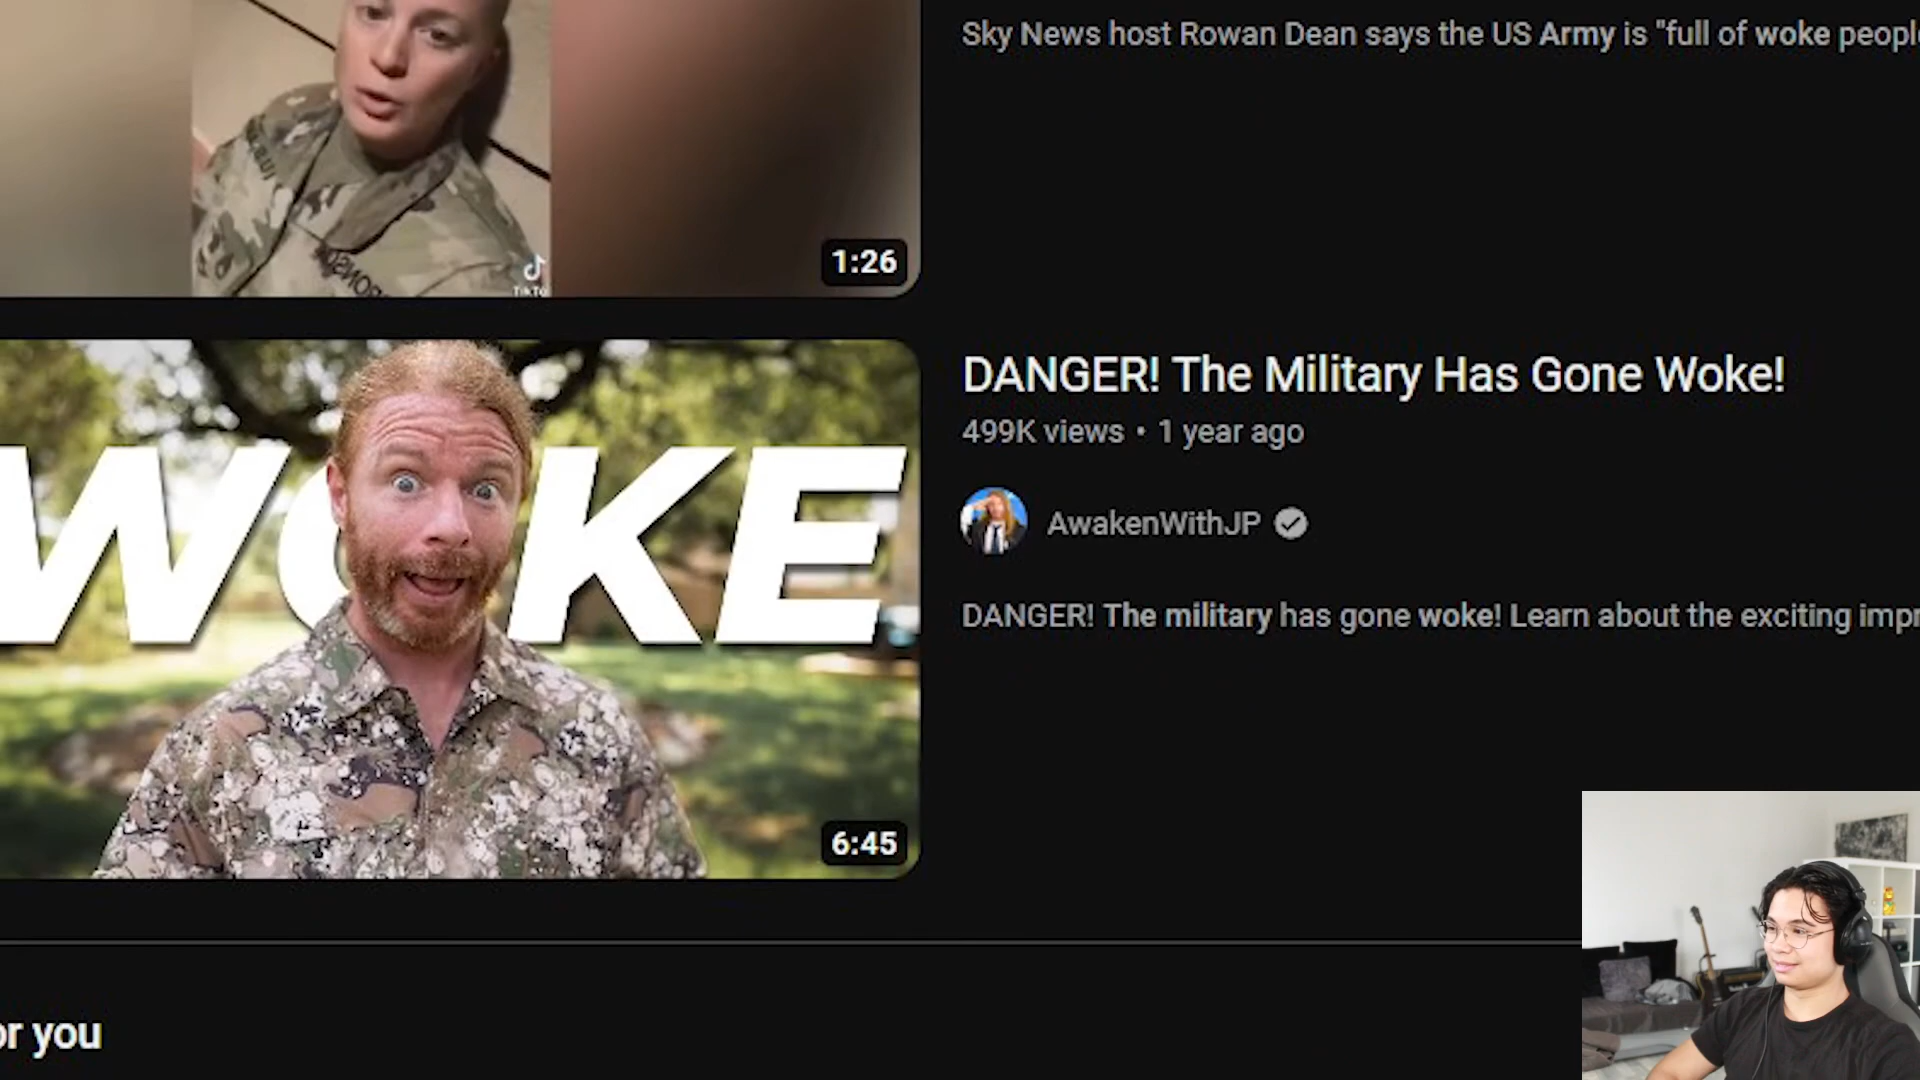 Sky News host Rowan Dean says the US Army is "full of woke peopl
1:26
TikTo
WOKE
DANGER! The Military Has Gone Woke!
499K views • 1 year ago
AwakenWithJP
DANGER! The military has gone woke! Learn about the exciting impr
6:45
or you